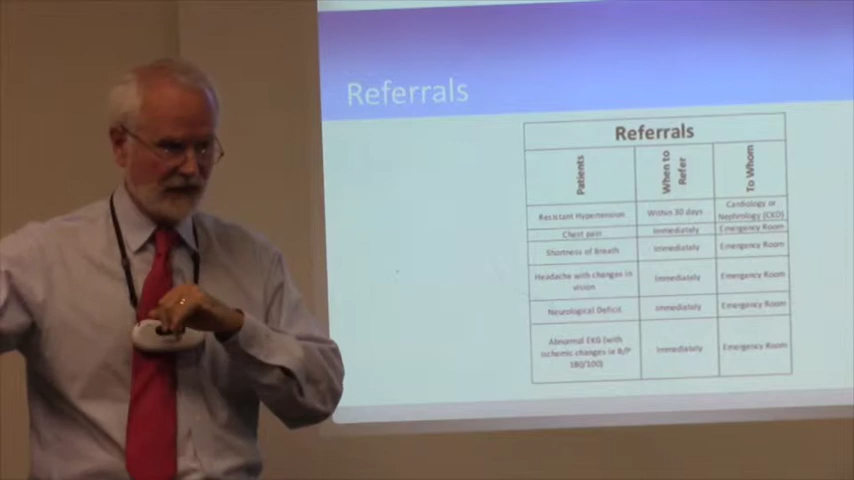 Referrals
Referrals
Patients
When to
Refer
To Whom
Resistant Hypertension
Within 30 days
Cardiology or
Nephrology (CKD)
Chest pain
Immediately
Emergency Room
Shortness of Breath
Immediately
Emergency Room
Headache with changes in
vision
Immediately
Emergency Room
Neurological Deficit
Immediately
Emergency Room
Abnormal EKG (with
ischemic changes in B/P
180/100)
Immediately
Emergency Room